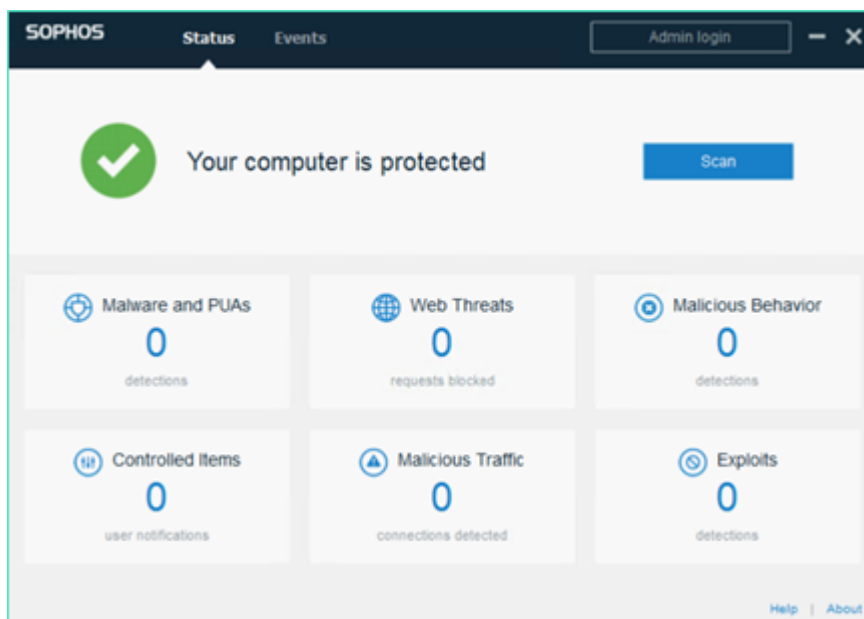 SOPHOS Status Events Admin login
Your computer is protected Scan
Malware and PUAs Web Threats Malicious Behavior
0 0 0
detections requests blocked detections
Controlled Items Malicious Traffic Exploits
0 0 0
user notifications connections detected detections
Help | About